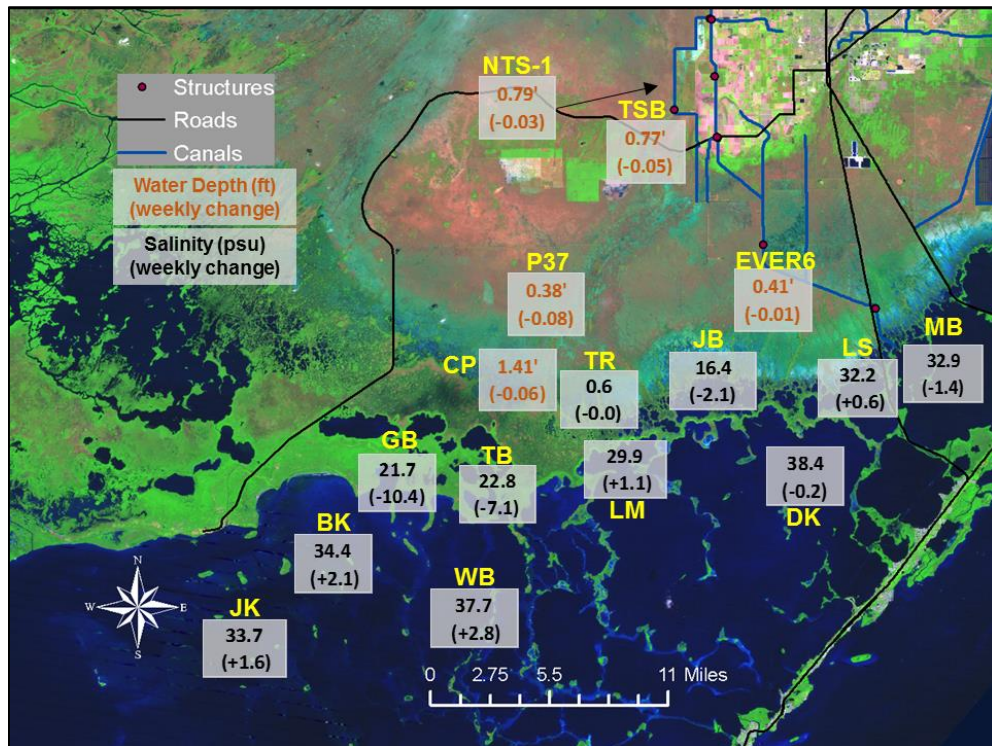 NTS-1
0.79'
(-0.03)
Structures
Roads
Canals
TSB
0.77'
(-0.05)
Water Depth (ft)
(weekly change)
Salinity (psu)
(weekly change)
P37
0.38'
(-0.08)
EVER6
0.41'
(-0.01)
MB
32.9
(-1.4)
CP
1.41'
(-0.06)
TR
0.6
(-0.0)
JB
16.4
(-2.1)
LS
32.2
(+0.6)
GB
21.7
(-10.4)
TB
22.8
(-7.1)
29.9
(+1.1)
LM
38.4
(-0.2)
DK
BK
34.4
(+2.1)
WB
37.7
(+2.8)
JK
33.7
(+1.6)
N
W E
S
0 2.75 5.5 11 Miles